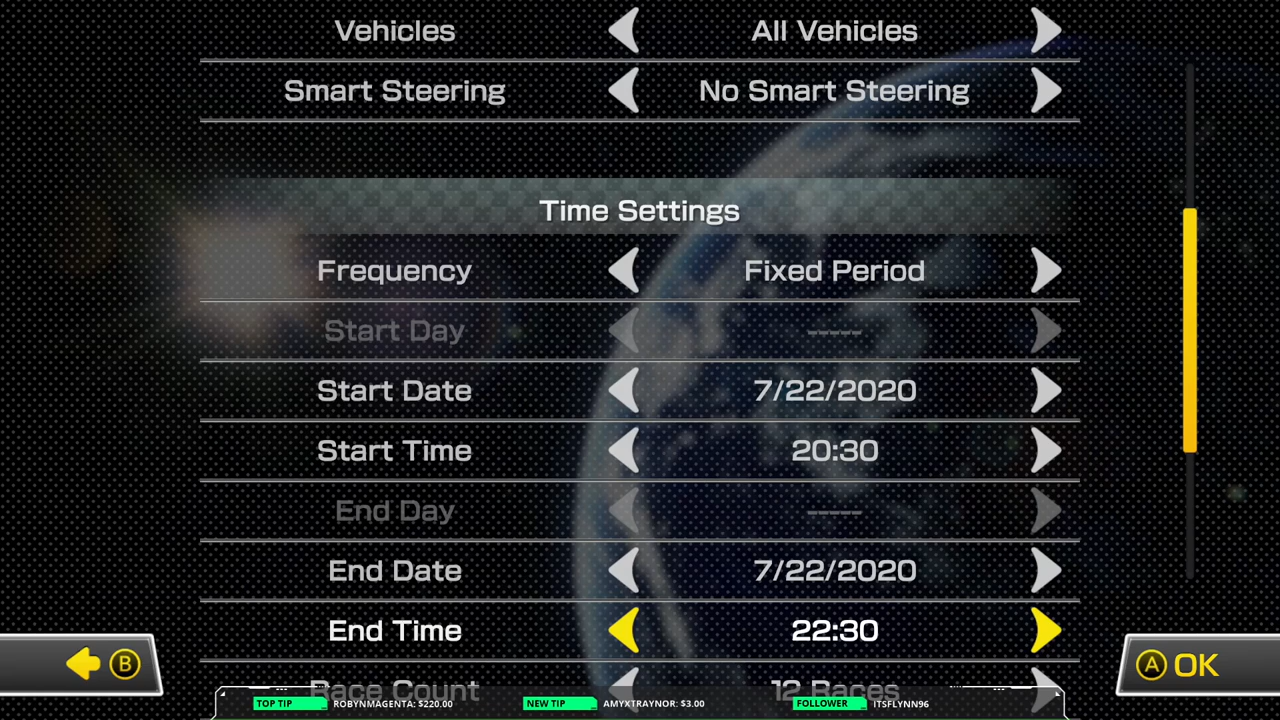 Vehicles All Vehicles
Smart Steering No Smart Steering
Time Settings
Frequency Fixed Period
Start Day -----
Start Date 7/22/2020
Start Time 20:30
End Day -----
End Date 7/22/2020
End Time 22:30
B
A OK
Race Count 12 Races
TOP TIP ROBYNMAGENTA: $220.00 NEW TIP AMYXTRAYNOR: $3.00 FOLLOWER ITSFLYNN96